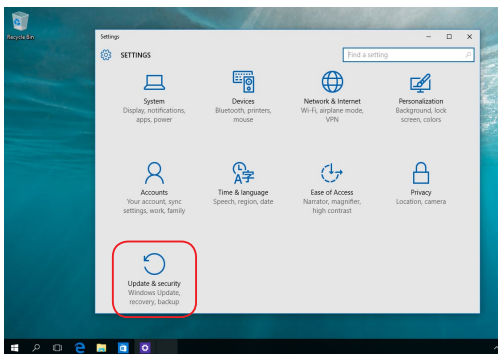 Recycle Bin
Settings
SETTINGS
Find a setting
System
Display, notifications,
apps, power
Devices
Bluetooth, printers,
mouse
Network & Internet
Wi-Fi, airplane mode,
VPN
Personalization
Background, lock
screen, colors
Accounts
Your account, sync
settings, work, family
Time & language
Speech, region, date
Ease of Access
Narrator, magnifier,
high contrast
Privacy
Location, camera
Update & security
Windows Update,
recovery, backup